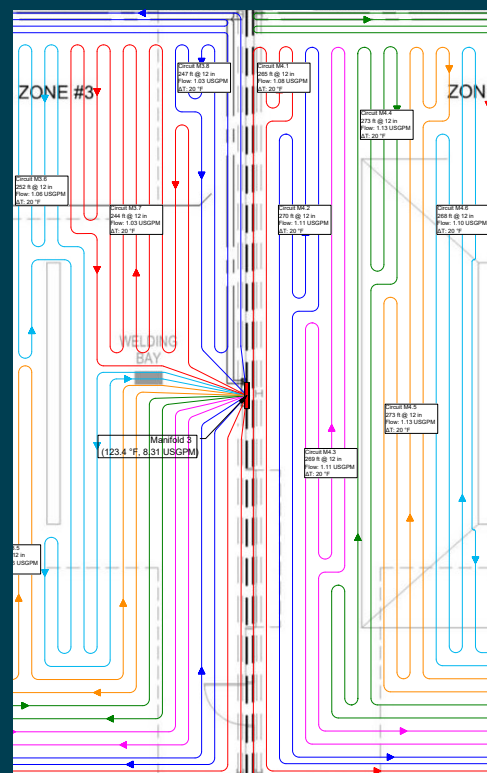 Circuit M3.8
247 ft @ 12 in
Flow: 1.03 USGPM
ΔT: 20 °F
Circuit M4.1
265 ft @ 12 in
Flow: 1.08 USGPM
ΔT: 20 °F
ZONE #3
ZON
Circuit M4.4
273 ft @ 12 in
Flow: 1.13 USGPM
ΔT: 20 °F
Circuit M3.6
252 ft @ 12 in
Flow: 1.06 USGPM
ΔT: 20 °F
Circuit M3.7
244 ft @ 12 in
Flow: 1.03 USGPM
ΔT: 20 °F
Circuit M4.2
270 ft @ 12 in
Flow: 1.11 USGPM
ΔT: 20 °F
Circuit M4.6
268 ft @ 12 in
Flow: 1.10 USGPM
ΔT: 20 °F
WELDING
BAY
Circuit M4.5
273 ft @ 12 in
Flow: 1.13 USGPM
ΔT: 20 °F
Manifold 3
(123.4 °F, 8.31 USGPM)
Circuit M4.3
269 ft @ 12 in
Flow: 1.11 USGPM
ΔT: 20 °F
12 in
USGPM